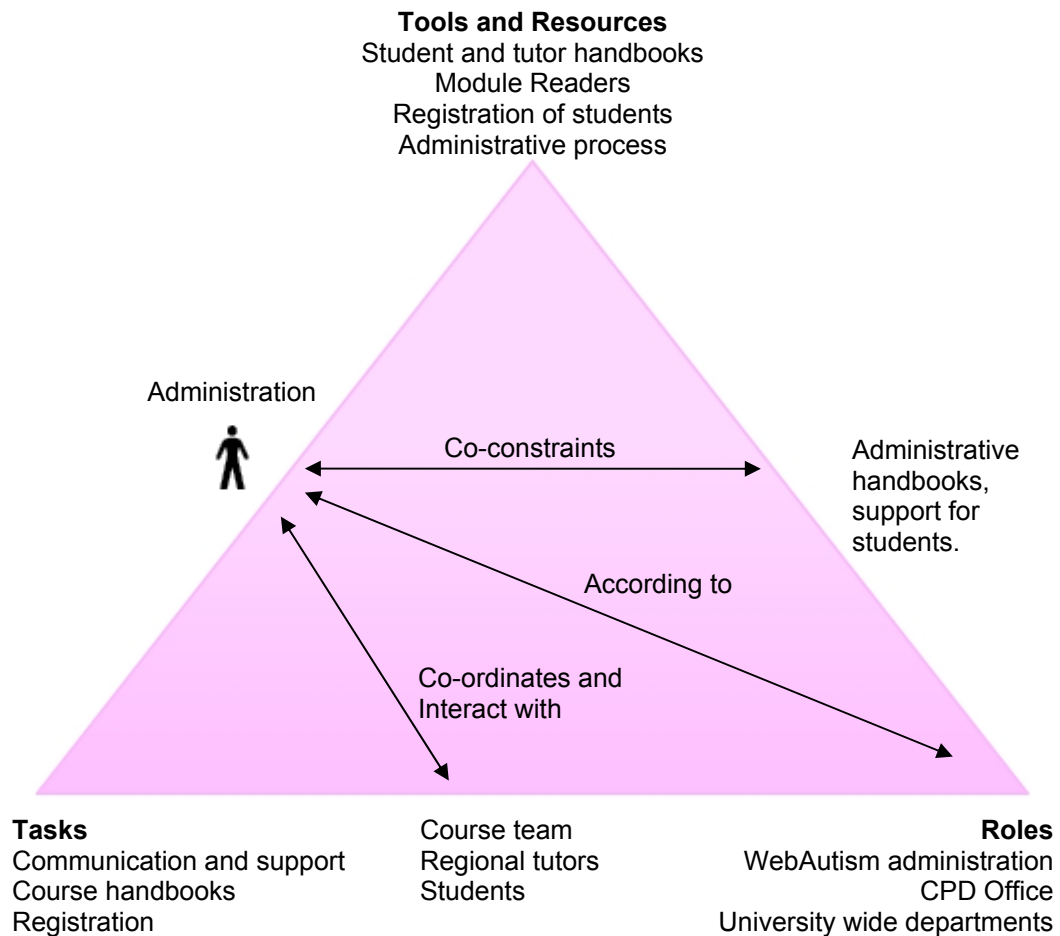 Tools and Resources
Student and tutor handbooks
Module Readers
Registration of students
Administrative process
Administration
Co-constraints
Administrative
handbooks,
support for
students.
According to
Co-ordinates and
Interact with
Tasks
Communication and support
Course handbooks
Registration
Course team
Regional tutors
Students
Roles
WebAutism administration
CPD Office
University wide departments